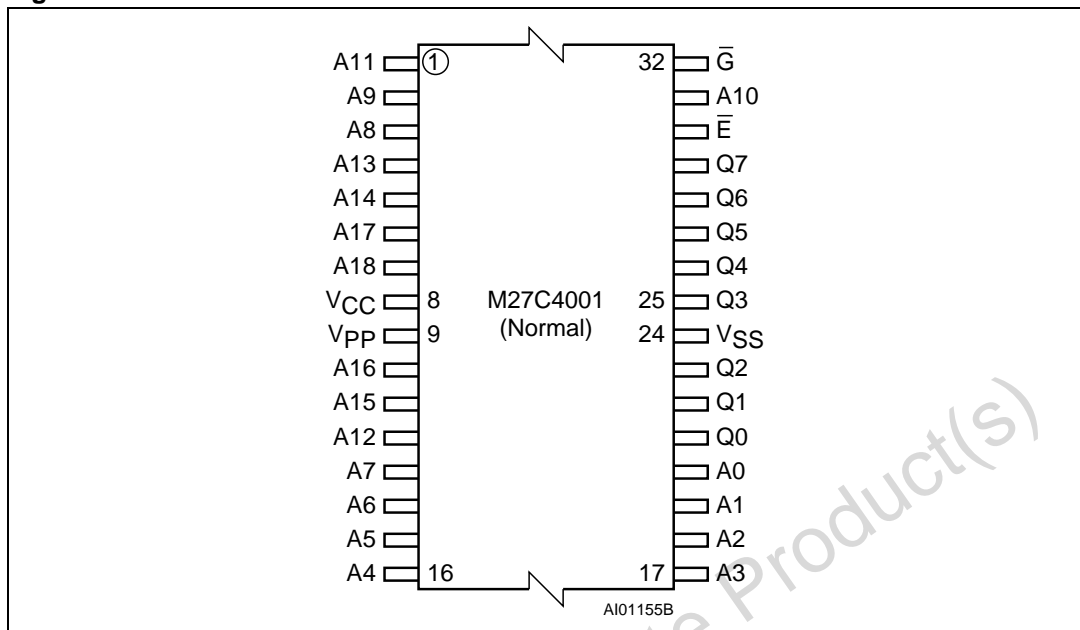 A11 1 32 G̅
A9 A10
A8 E̅
A13 Q7
A14 Q6
A17 Q5
A18 Q4
VCC 8 M27C4001 25 Q3
VPP 9 (Normal) 24 VSS
A16 Q2
A15 Q1
A12 Q0
A7 A0
A6 A1
A5 A2
A4 16 17 A3
AI01155B
Product(s)